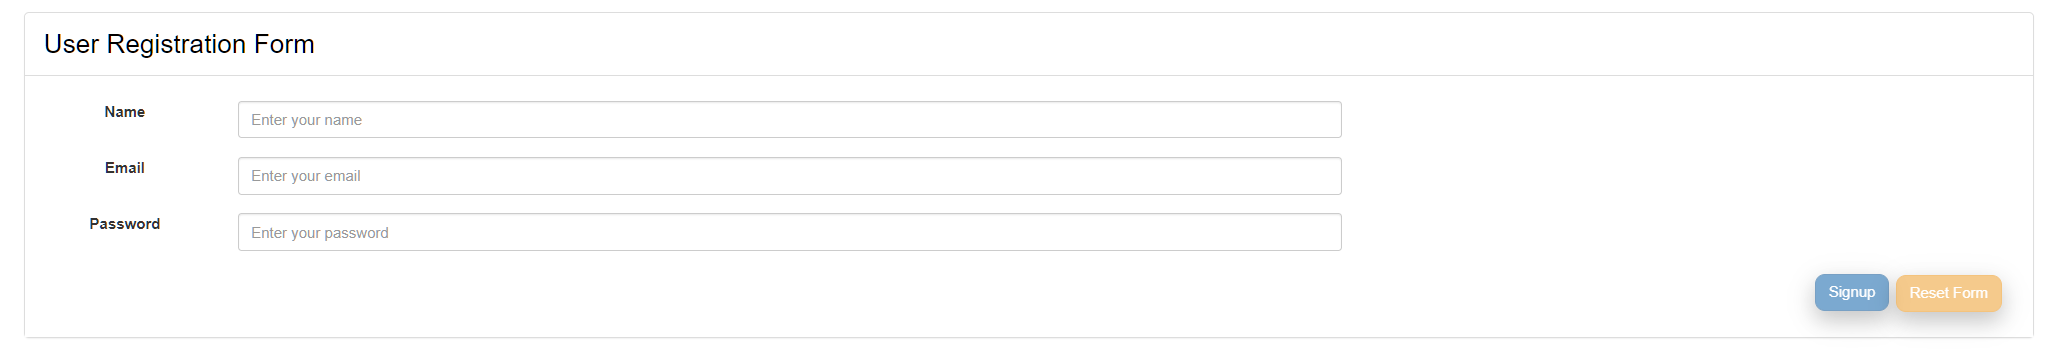 User Registration Form
Name
Enter your name
Email
Enter your email
Password
Enter your password
Signup
Reset Form